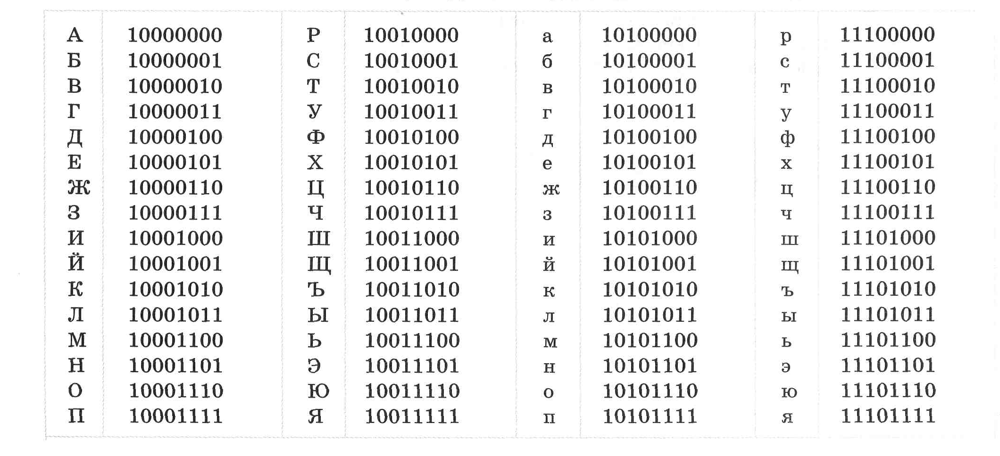 А 10000000 Р 10010000 а 10100000 р 11100000
Б 10000001 С 10010001 б 10100001 с 11100001
В 10000010 Т 10010010 в 10100010 т 11100010
Г 10000011 У 10010011 г 10100011 у 11100011
Д 10000100 Ф 10010100 д 10100100 ф 11100100
Е 10000101 Х 10010101 е 10100101 х 11100101
Ж 10000110 Ц 10010110 ж 10100110 ц 11100110
З 10000111 Ч 10010111 з 10100111 ч 11100111
И 10001000 Ш 10011000 и 10101000 ш 11101000
Й 10001001 Щ 10011001 й 10101001 щ 11101001
К 10001010 Ъ 10011010 к 10101010 ъ 11101010
Л 10001011 Ы 10011011 л 10101011 ы 11101011
М 10001100 Ь 10011100 м 10101100 ь 11101100
Н 10001101 Э 10011101 н 10101101 э 11101101
О 10001110 Ю 10011110 о 10101110 ю 11101110
П 10001111 Я 10011111 п 10101111 я 11101111